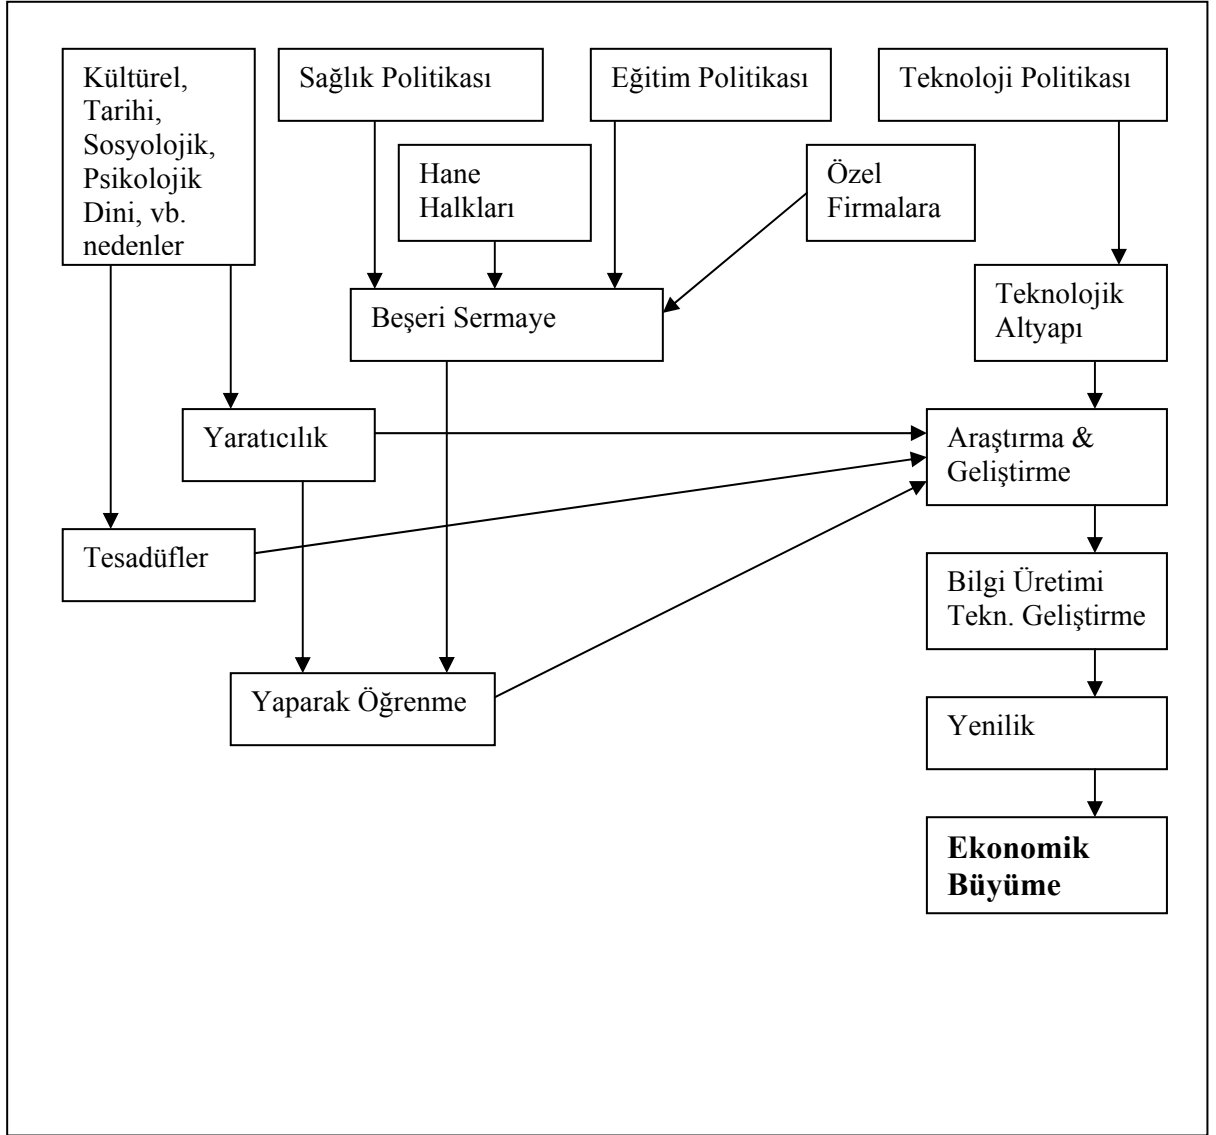 Kültürel,
Tarihi,
Sosyolojik,
Psikolojik
Dini, vb.
nedenler
Sağlık Politikası
Eğitim Politikası
Teknoloji Politikası
Hane
Halkları
Özel
Firmalara
Beşeri Sermaye
Teknolojik
Altyapı
Yaratıcılık
Araştırma &
Geliştirme
Tesadüfler
Bilgi Üretimi
Tekn. Geliştirme
Yaparak Öğrenme
Yenilik
Ekonomik
Büyüme